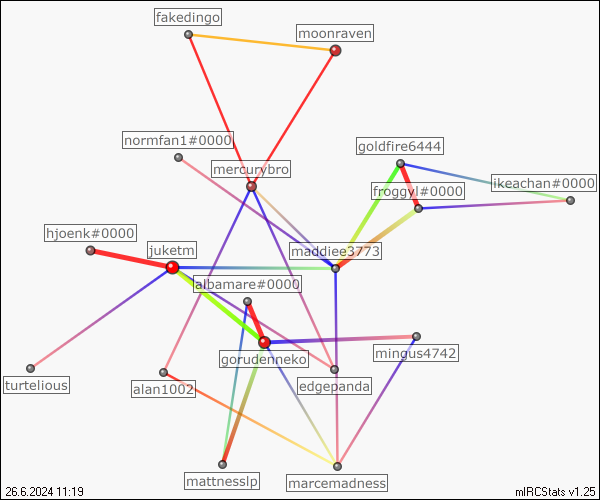 fakedingo
moonraven
normfan1#0000
goldfire6444
mercurybro
froggyl#0000
ikeachan#0000
hjoenk#0000
juketm
maddiee3773
albamare#0000
gorudenneko
mingus4742
turtelious
alan1002
edgepanda
mattnesslp
marcemadness
26.6.2024 11:19
mIRCStats v1.25